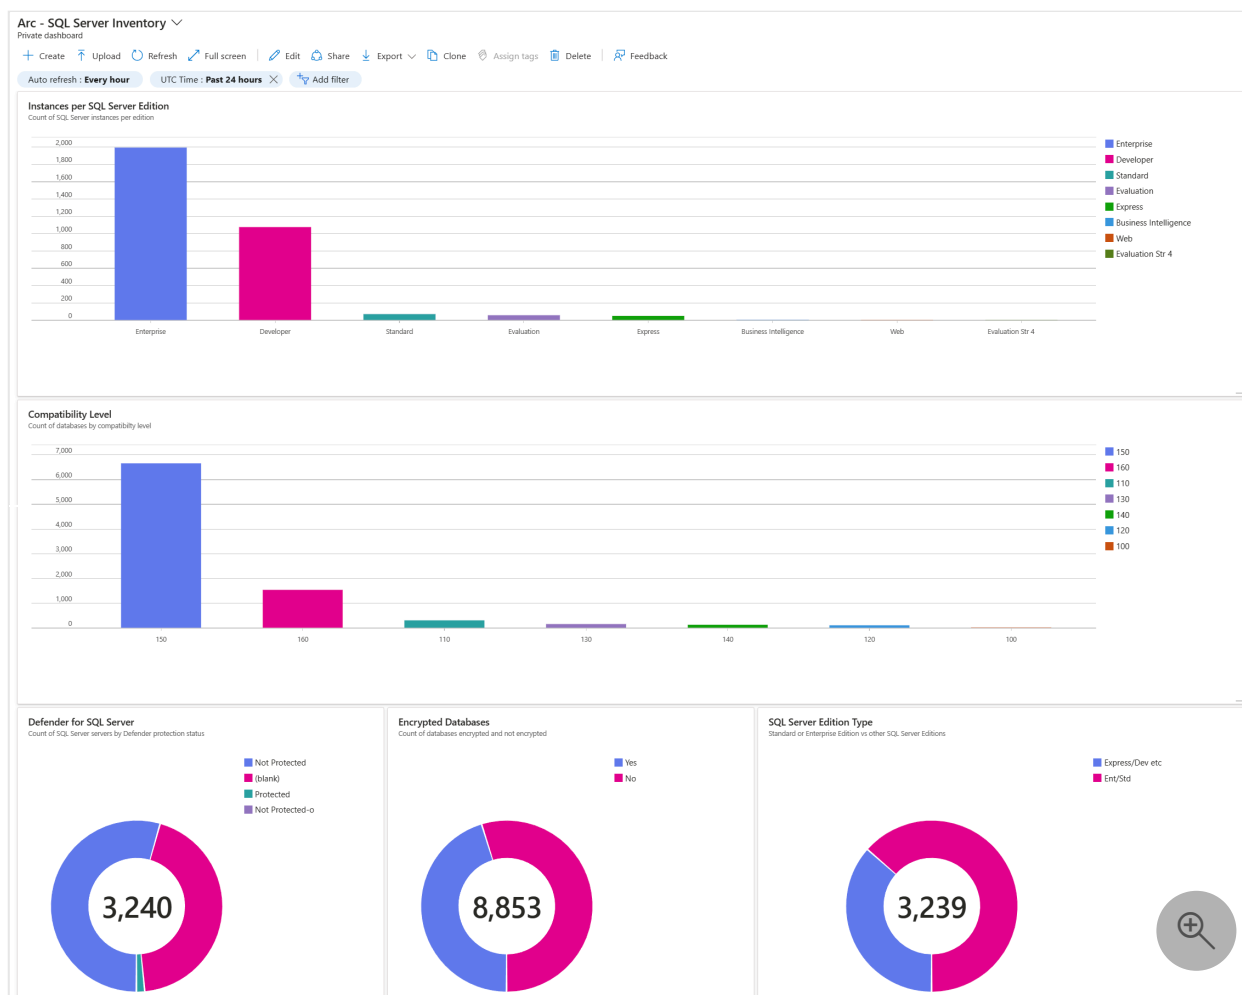 Arc - SQL Server Inventory
Private dashboard
Create Upload Refresh Full screen Edit Share Export Clone Assign tags Delete Feedback
Auto refresh : Every hour UTC Time : Past 24 hours Add filter
Instances per SQL Server Edition
Count of SQL Server instances per edition
2,000
1,800
1,600
1,400
1,200
1,000
800
600
400
200
0
Enterprise Developer Standard Evaluation Express Business Intelligence Web Evaluation Str 4
Enterprise
Developer
Standard
Evaluation
Express
Business Intelligence
Web
Evaluation Str 4
Compatibility Level
Count of databases by compatibilty level
7,000
6,000
5,000
4,000
3,000
2,000
1,000
0
150 160 110 130 140 120 100
150
160
110
130
140
120
100
Defender for SQL Server
Count of SQL Server servers by Defender protection status
Not Protected
(blank)
Protected
Not Protected-o
3,240
Encrypted Databases
Count of databases encrypted and not encrypted
Yes
No
8,853
SQL Server Edition Type
Standard or Enterprise Edition vs other SQL Server Editions
Express/Dev etc
Ent/Std
3,239